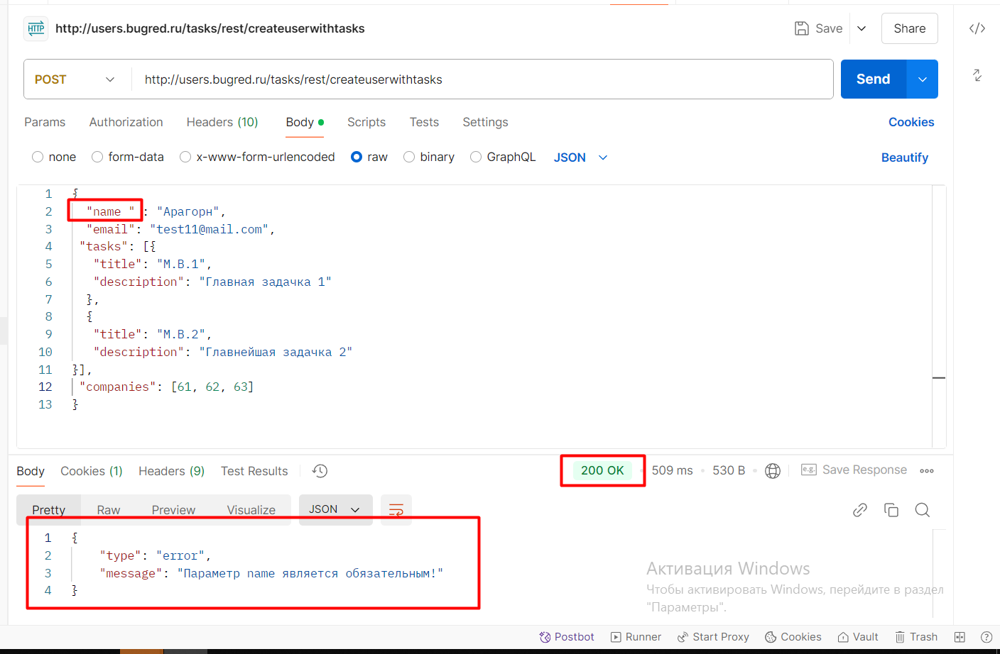 HTTP http://users.bugred.ru/tasks/rest/createuserwithtasks Save Share
POST http://users.bugred.ru/tasks/rest/createuserwithtasks Send
Params Authorization Headers (10) Body Scripts Tests Settings Cookies
none form-data x-www-form-urlencoded raw binary GraphQL JSON Beautify
1 {
2 "name ": "Арагорн",
3 "email": "test11@mail.com",
4 "tasks": [{
5 "title": "М.В.1",
6 "description": "Главная задачка 1"
7 },
8 {
9 "title": "М.В.2",
10 "description": "Главнейшая задачка 2"
11 }],
12 "companies": [61, 62, 63]
13 }
Body Cookies (1) Headers (9) Test Results 200 OK 509 ms 530 B e.g. Save Response
Pretty Raw Preview Visualize JSON
1 {
2 "type": "error",
3 "message": "Параметр name является обязательным!"
4 }
Активация Windows
Чтобы активировать Windows, перейдите в раздел
"Параметры".
Postbot Runner Start Proxy Cookies Vault Trash